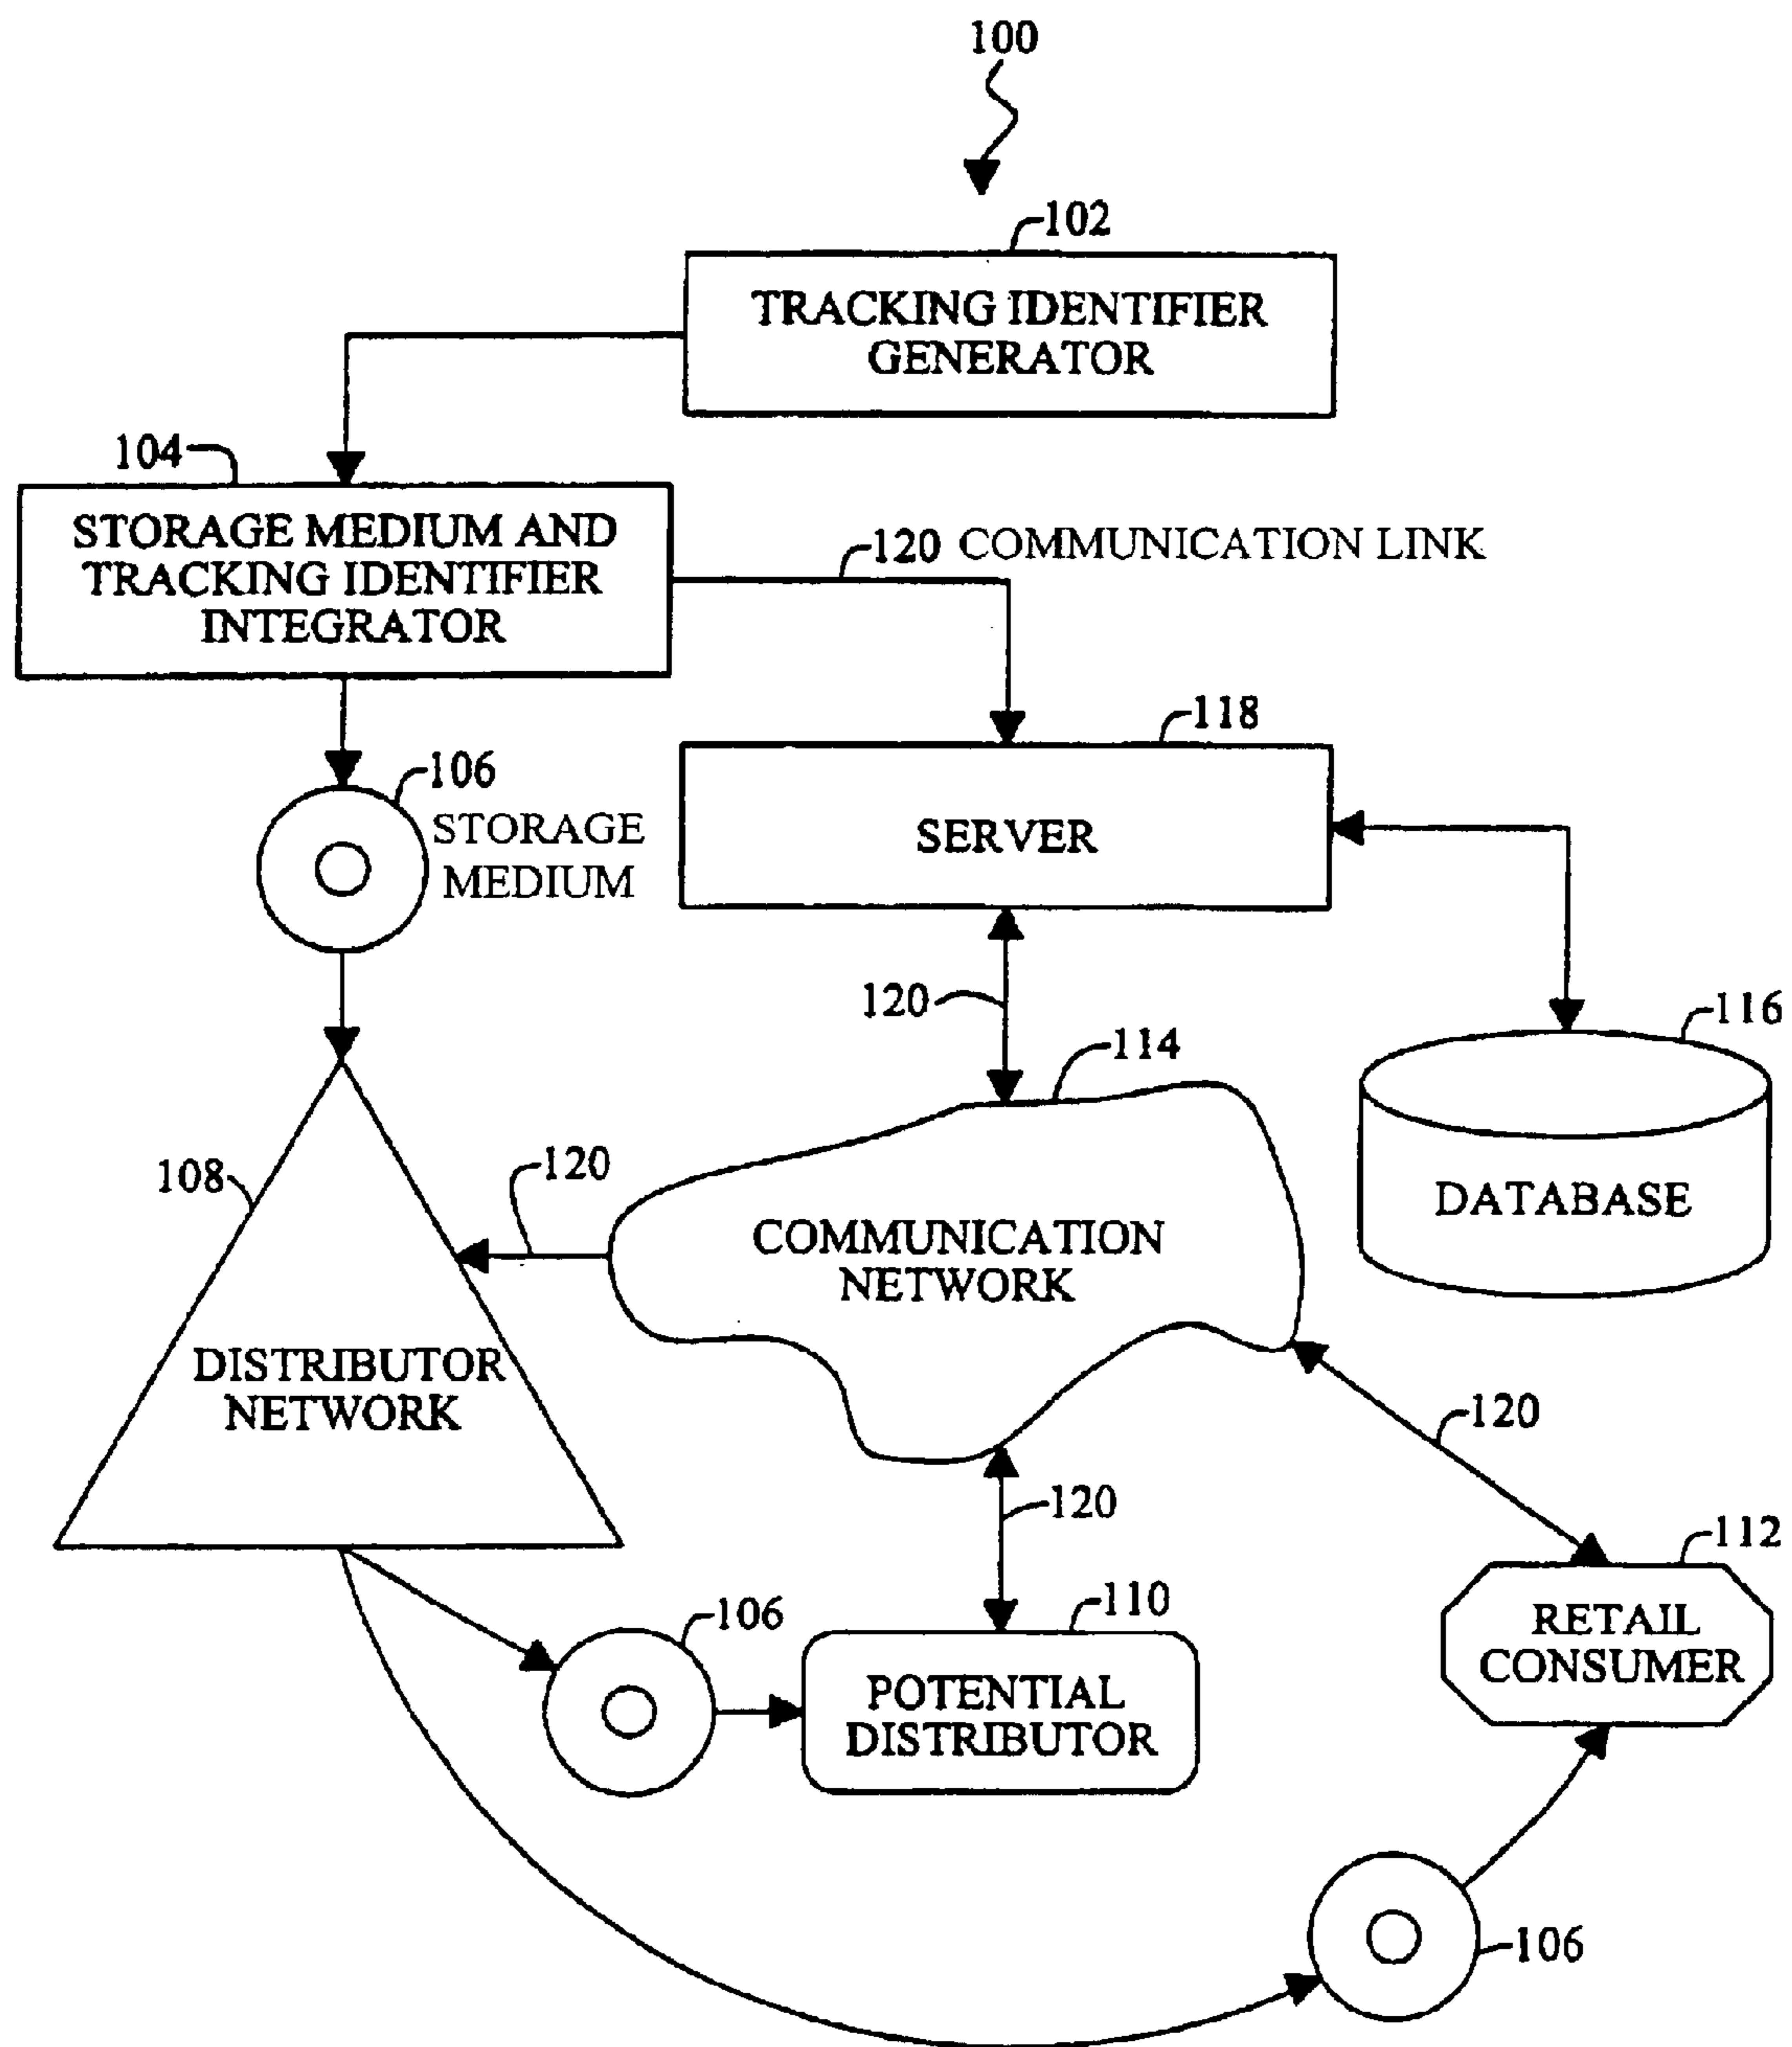 100
102
TRACKING IDENTIFIER
GENERATOR
104
STORAGE MEDIUM AND
TRACKING IDENTIFIER
INTEGRATOR
120 COMMUNICATION LINK
118
106
STORAGE
MEDIUM
SERVER
120
116
114
108
120
DATABASE
COMMUNICATION
NETWORK
DISTRIBUTOR
NETWORK
120
120
112
110
106
RETAIL
CONSUMER
POTENTIAL
DISTRIBUTOR
106